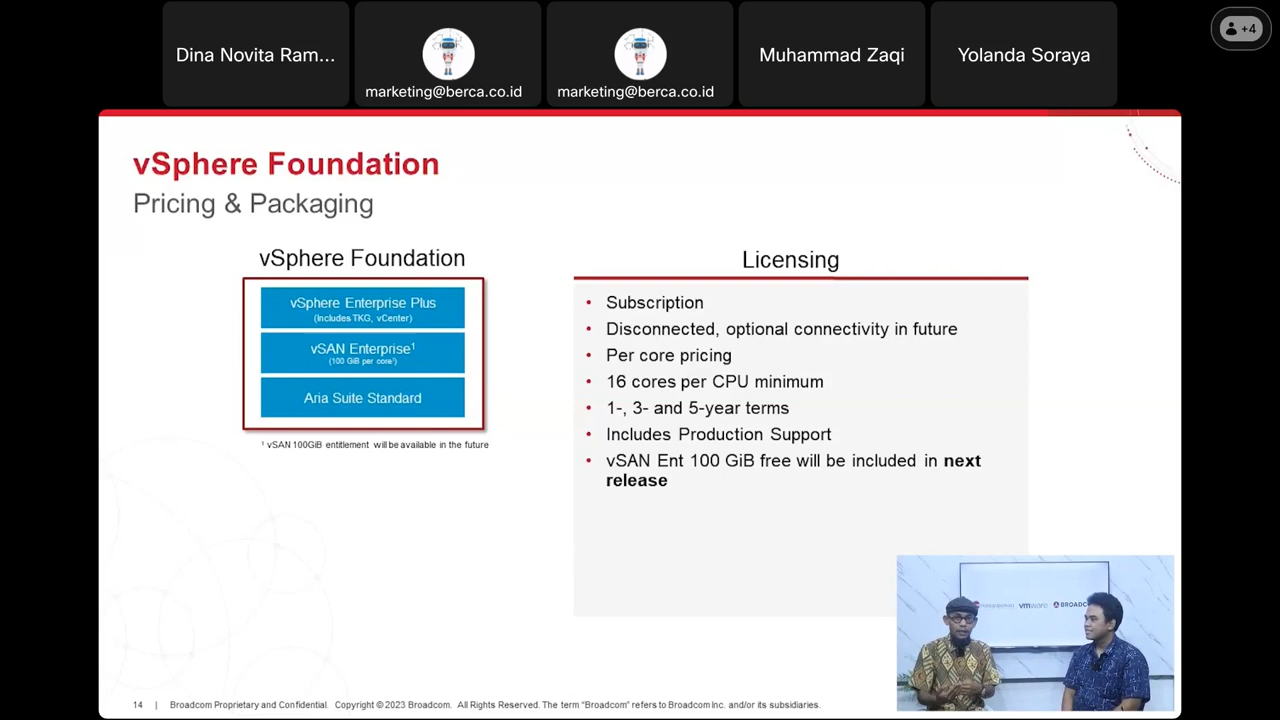 Dina Novita Ram...
marketing@berca.co.id
marketing@berca.co.id
Muhammad Zaqi
Yolanda Soraya
+4
vSphere Foundation
Pricing & Packaging
vSphere Foundation
vSphere Enterprise Plus
(Includes TKG, vCenter)
vSAN Enterprise¹
(100 GiB per core¹)
Aria Suite Standard
¹ vSAN 100GiB entitlement will be available in the future
Licensing
• Subscription
• Disconnected, optional connectivity in future
• Per core pricing
• 16 cores per CPU minimum
• 1-, 3- and 5-year terms
• Includes Production Support
• vSAN Ent 100 GiB free will be included in next
release
vmware
BROADCOM
14 | Broadcom Proprietary and Confidential. Copyright © 2023 Broadcom. All Rights Reserved. The term “Broadcom” refers to Broadcom Inc. and/or its subsidiaries.